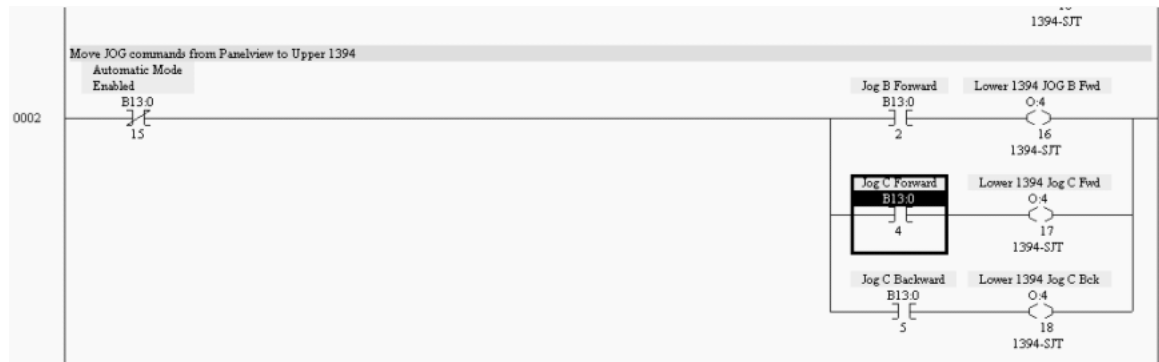 1394-SJT
Move JOG commands from Panelview to Upper 1394
Automatic Mode
Enabled
B13:0
15
0002
Jog B Forward
B13:0
2
Lower 1394 JOG B Fwd
O:4
16
1394-SJT
Jog C Forward
B13:0
4
Lower 1394 Jog C Fwd
O:4
17
1394-SJT
Jog C Backward
B13:0
5
Lower 1394 Jog C Bck
O:4
18
1394-SJT